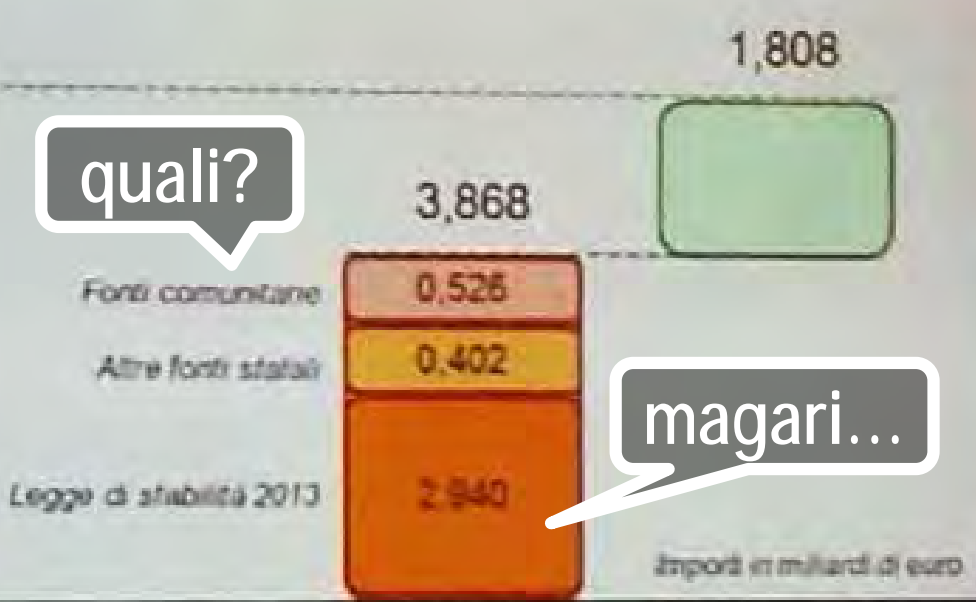 1,808
quali?
3,868
Fonti comunitarie
0,526
Altre fonti statali
0,402
magari...
Legge di stabilità 2013
2,940
Importi in miliardi di euro